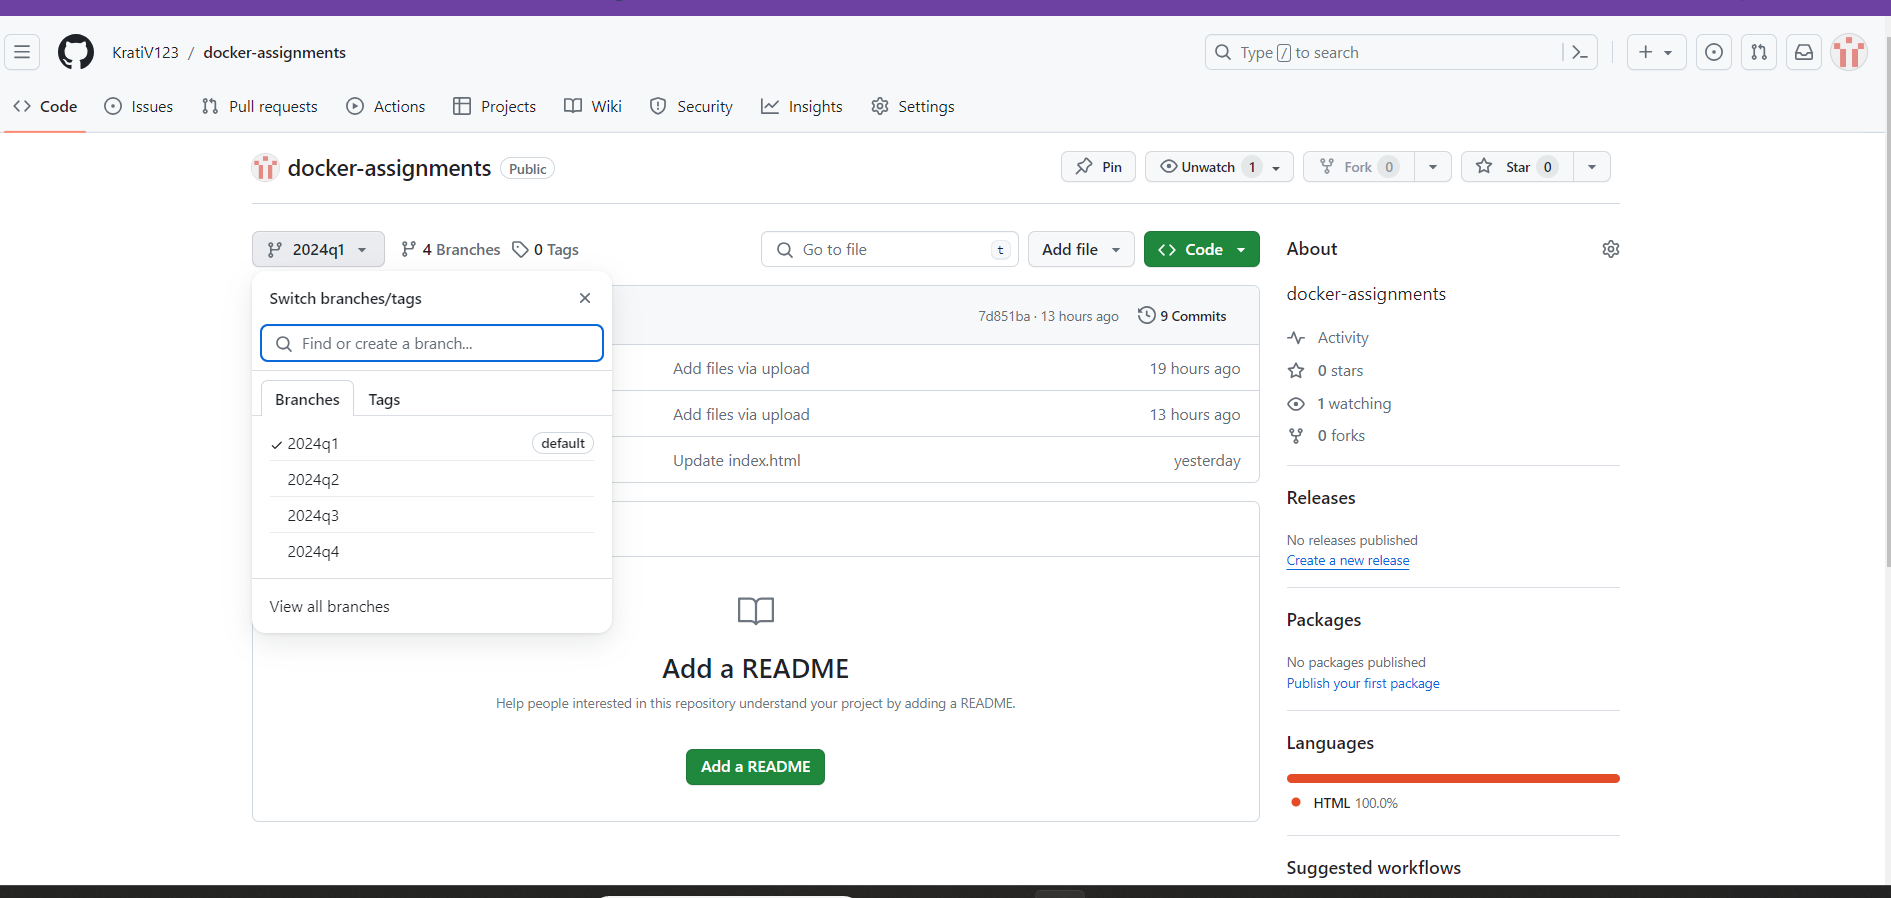 KratiV123 / docker-assignments
Type / to search
Code Issues Pull requests Actions Projects Wiki Security Insights Settings
docker-assignments Public
Pin Unwatch 1 Fork 0 Star 0
2024q1 4 Branches 0 Tags
Go to file t
Add file
Code
Switch branches/tags
Find or create a branch...
Branches Tags
2024q1 default
2024q2
2024q3
2024q4
View all branches
7d851ba · 13 hours ago 9 Commits
Add files via upload 19 hours ago
Add files via upload 13 hours ago
Update index.html yesterday
Add a README
Help people interested in this repository understand your project by adding a README.
Add a README
About
docker-assignments
Activity
0 stars
1 watching
0 forks
Releases
No releases published
Create a new release
Packages
No packages published
Publish your first package
Languages
HTML 100.0%
Suggested workflows